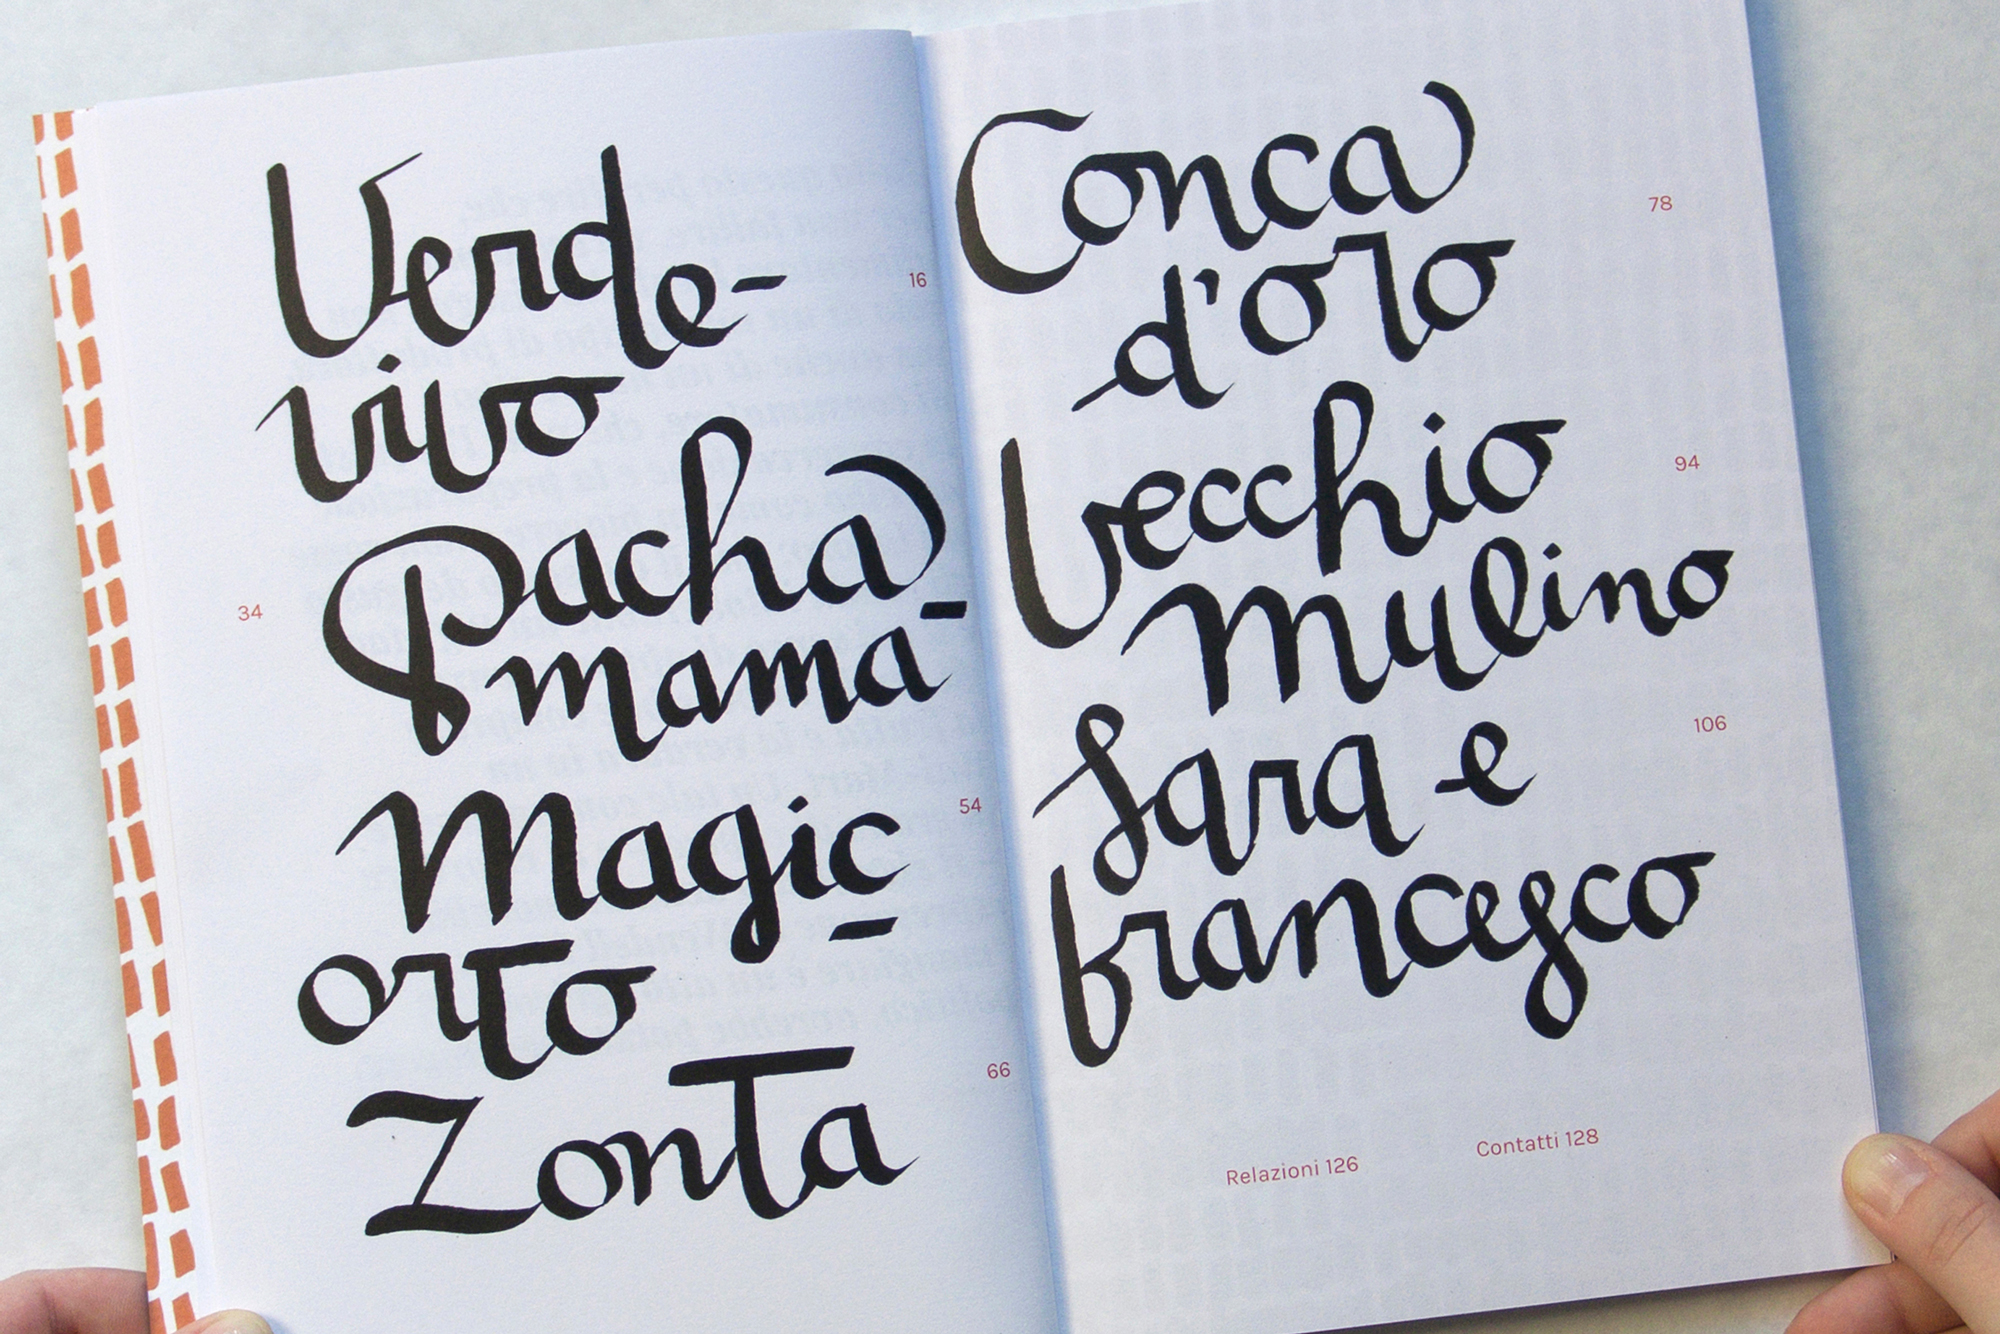 Verde-
16
vivo
Pacha
34
mama
Magic
54
orto
Zonta
66
Conca
78
d'oro
Vecchio
94
Mulino
Sara e
106
francesco
Relazioni 126
Contatti 128